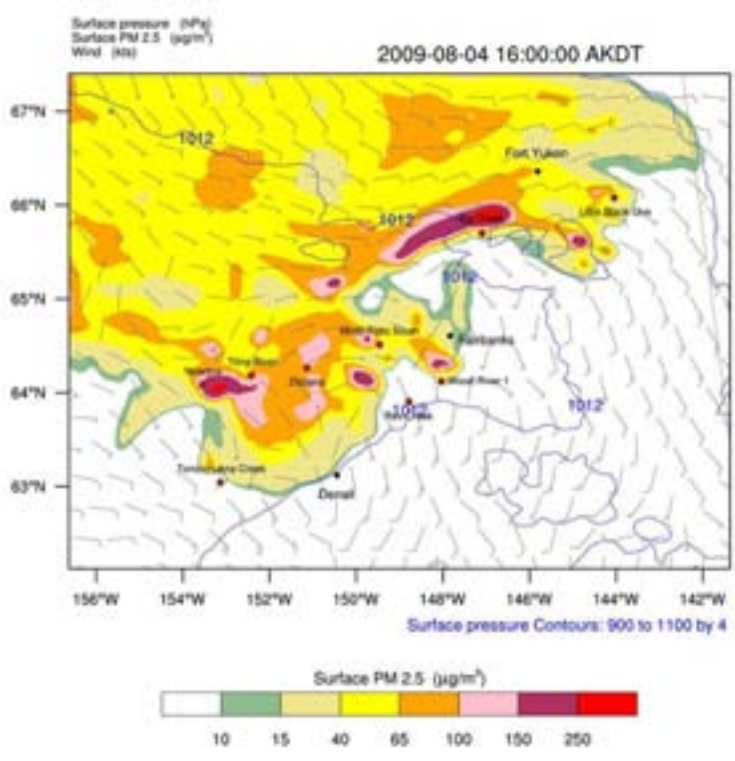 Surface pressure (hPa)
Surface PM 2.5 (μg/m³)
Wind (kts)
2009-08-04 16:00:00 AKDT
67°N
1012
Fort Yukon
66°N
1012
Little Black One
65°N
1012
Fairbanks
64°N
Wood River 1
1012
1012
63°N
Denali
156°W 154°W 152°W 150°W 148°W 146°W 144°W 142°W
Surface pressure Contours: 900 to 1100 by 4
Surface PM 2.5 (μg/m³)
10 15 40 65 100 150 250